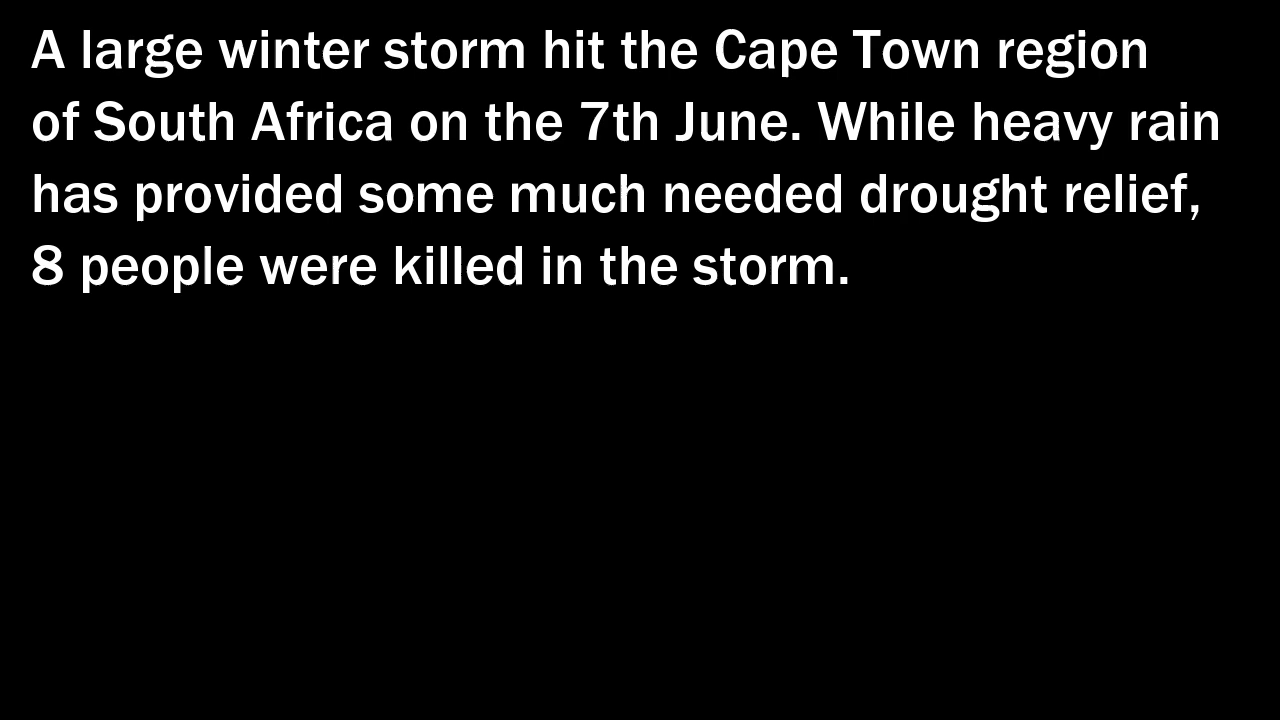 A large winter storm hit the Cape Town region
of South Africa on the 7th June. While heavy rain
has provided some much needed drought relief,
8 people were killed in the storm.